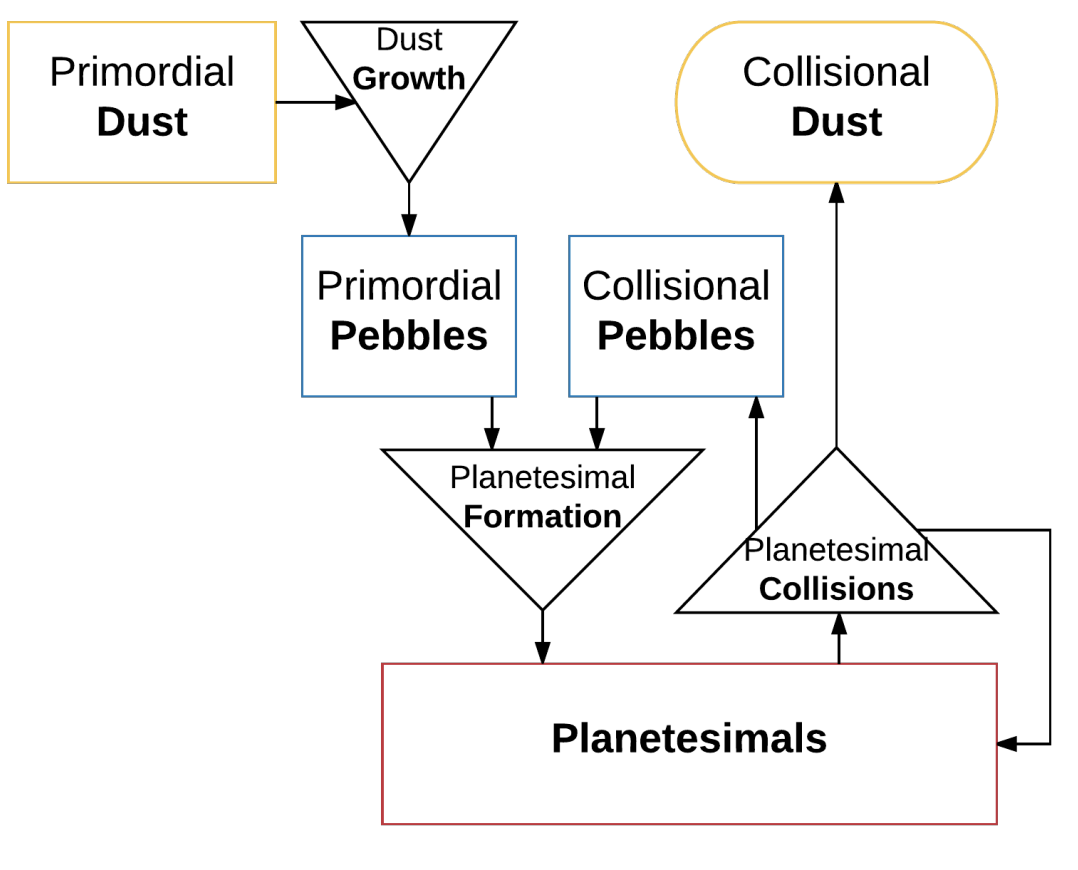 Primordial
Dust
Dust
Growth
Collisional
Dust
Primordial
Pebbles
Collisional
Pebbles
Planetesimal
Formation
Planetesimal
Collisions
Planetesimals